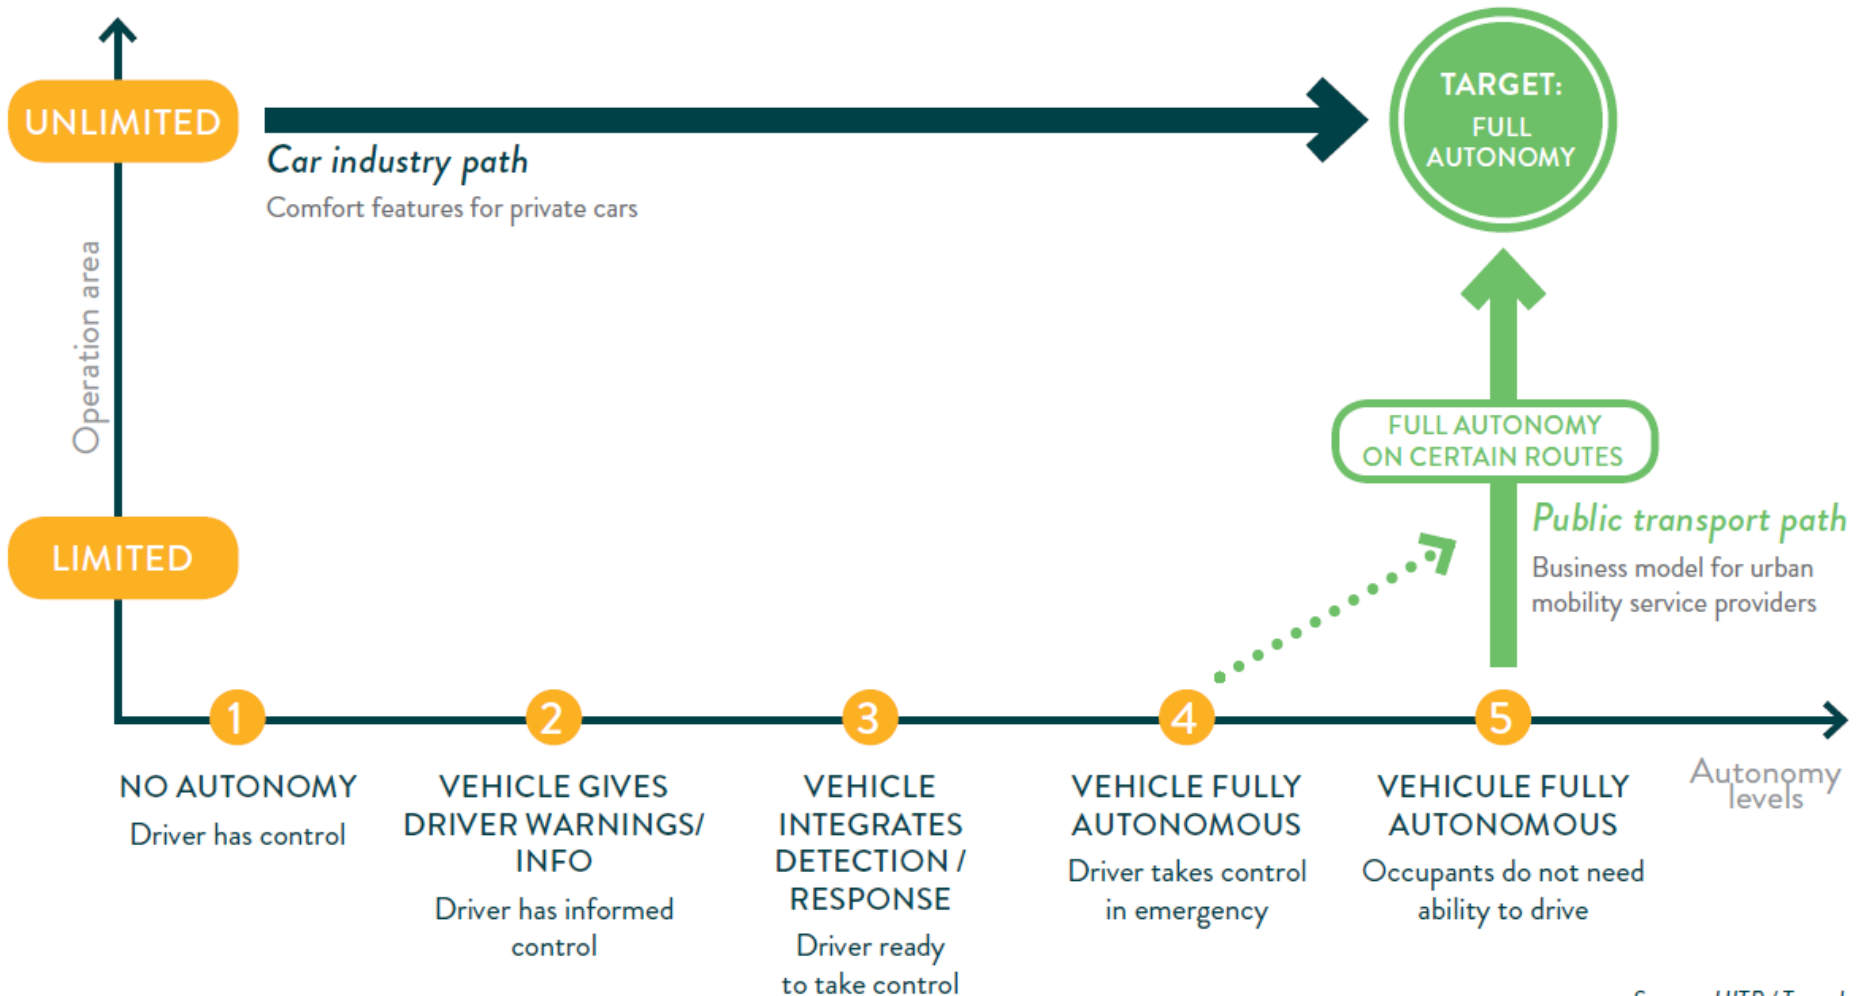 UNLIMITED
Car industry path
Comfort features for private cars
TARGET:
FULL
AUTONOMY
Operation area
FULL AUTONOMY
ON CERTAIN ROUTES
LIMITED
Public transport path
Business model for urban
mobility service providers
1
2
3
4
5
NO AUTONOMY
Driver has control
VEHICLE GIVES
DRIVER WARNINGS/
INFO
Driver has informed
control
VEHICLE
INTEGRATES
DETECTION /
RESPONSE
Driver ready
to take control
VEHICLE FULLY
AUTONOMOUS
Driver takes control
in emergency
VEHICULE FULLY
AUTONOMOUS
Occupants do not need
ability to drive
Autonomy
levels